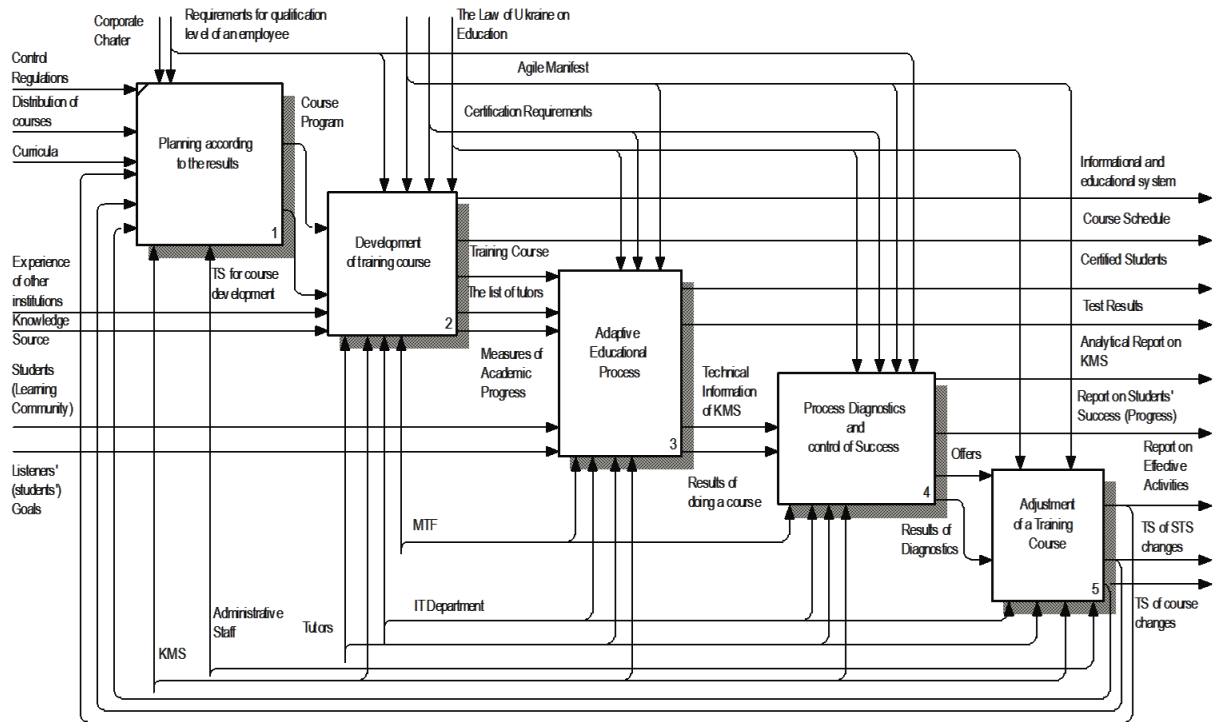 Corporate
Charter
Requirements for qualification
level of an employee
The Law of Ukraine on
Education
Control
Regulations
Agile Manifest
Distribution of
courses
Course
Program
Certification Requirements
Curricula
Planning according
to the results
1
Informational and
educational system
Course Schedule
Development
of training course
2
Training Course
Certified Students
Experience
of other
institutions
TS for course
development
The list of tutors
Knowledge
Source
Test Results
Adaptive
Educational
Process
3
Measures of
Academic
Progress
Analytical Report on
KMS
Students
(Learning
Community)
Technical
Information
of KMS
Report on Students'
Success (Progress)
Process Diagnostics
and
control of Success
4
Offers
Report on
Effective
Activities
Listeners'
(students')
Goals
Results of
doing a course
Adjustment
of a Training
Course
5
MTF
Results of
Diagnostics
TS of STS
changes
IT Department
TS of course
changes
Administrative
Staff
Tutors
KMS